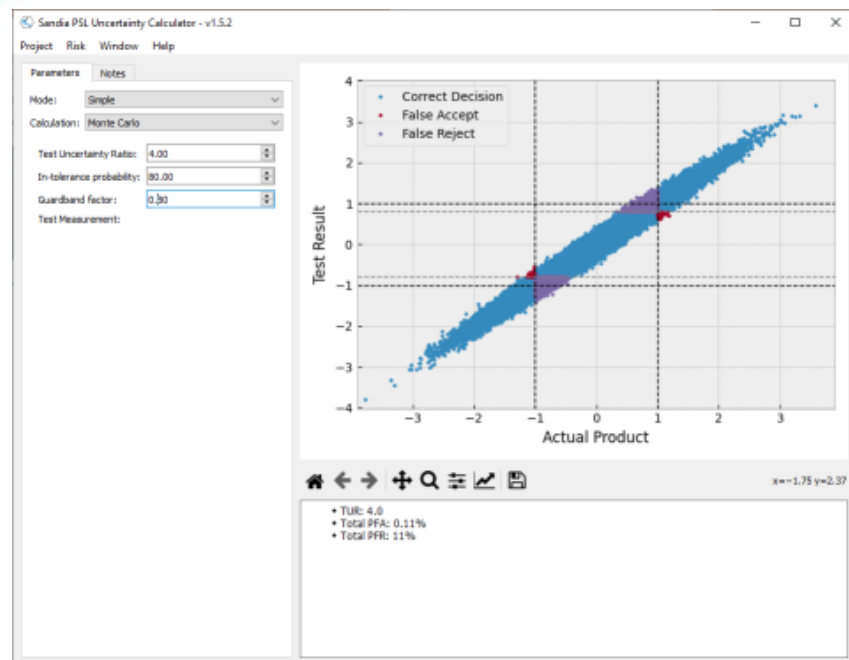 Sandia PSL Uncertainty Calculator - v1.5.2
Project Risk Window Help
Parameters Notes
Mode: Simple
Calculation: Monte Carlo
Test Uncertainty Ratio: 4.00
In-tolerance probability: 80.00
Guardband factor: 0.80
Test Measurement:
Correct Decision
False Accept
False Reject
4
3
2
1
0
−1
−2
−3
−4
Test Result
−3 −2 −1 0 1 2 3
Actual Product
x=−1.75 y=2.37
• TUR: 4.0
• Total PFA: 0.11%
• Total PFR: 11%